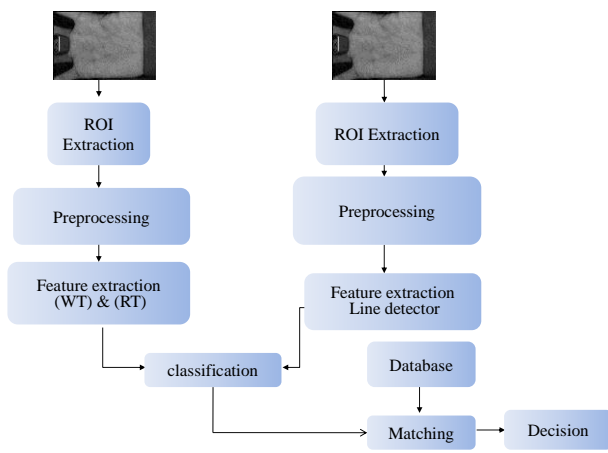 ROI
Extraction
Preprocessing
Feature extraction
(WT) & (RT)
ROI Extraction
Preprocessing
Feature extraction
Line detector
classification
Database
Matching
Decision